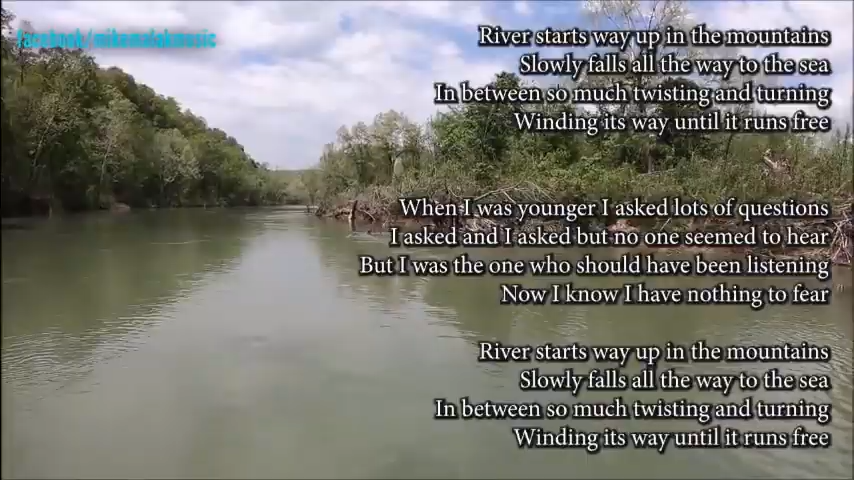 facebook/mikemalakmusic
River starts way up in the mountains
Slowly falls all the way to the sea
In between so much twisting and turning
Winding its way until it runs free
When I was younger I asked lots of questions
I asked and I asked but no one seemed to hear
But I was the one who should have been listening
Now I know I have nothing to fear
River starts way up in the mountains
Slowly falls all the way to the sea
In between so much twisting and turning
Winding its way until it runs free